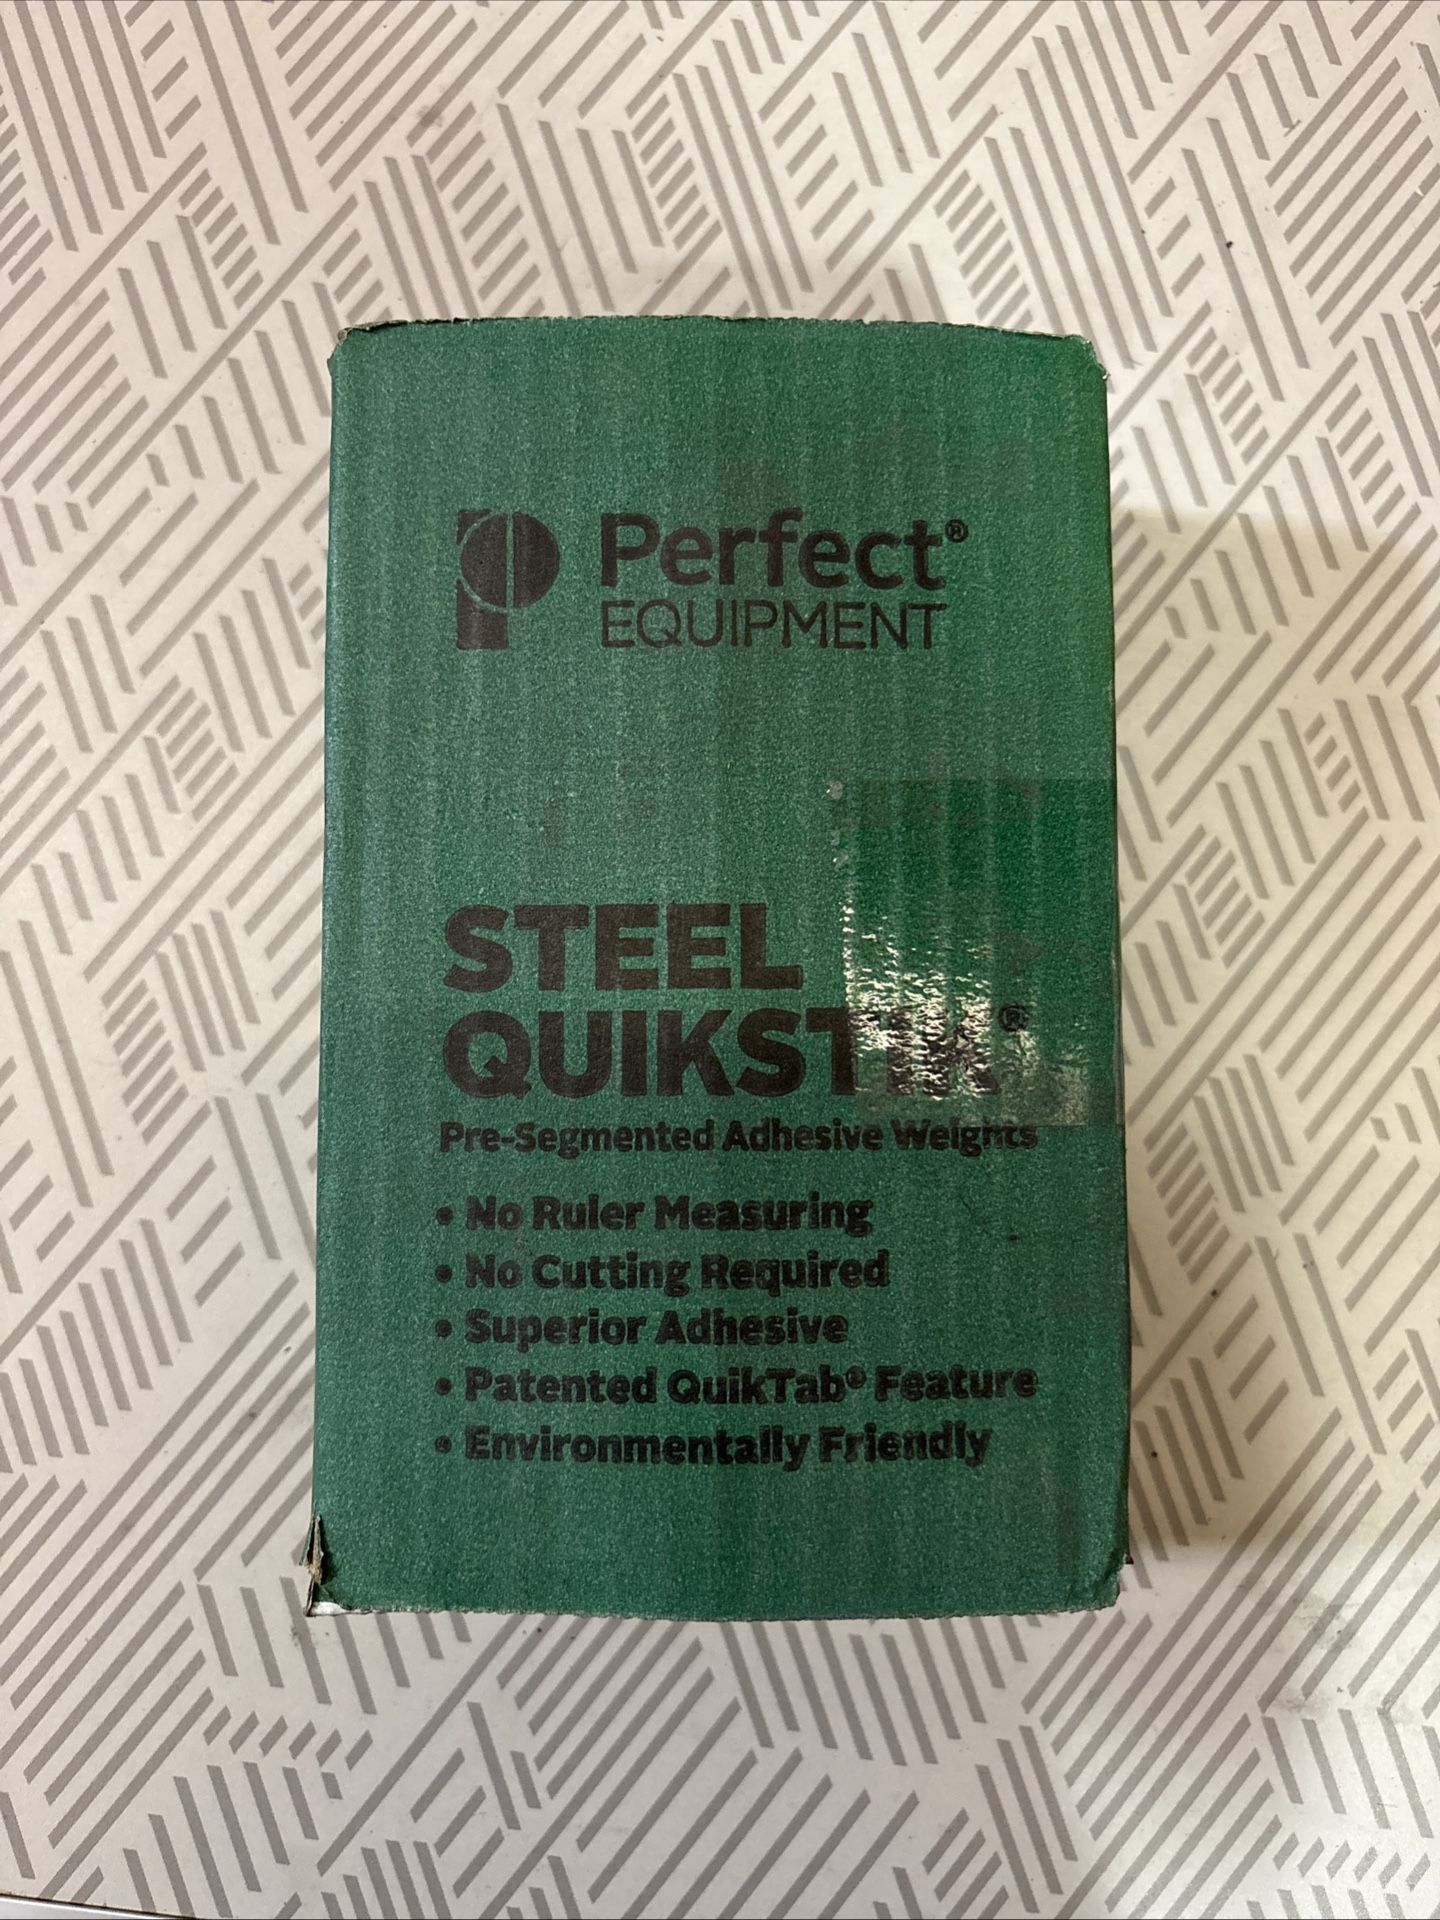 Perfect®
EQUIPMENT
STEEL
QUIKSTIK®
Pre-Segmented Adhesive Weights
• No Ruler Measuring
• No Cutting Required
• Superior Adhesive
• Patented QuikTab® Feature
• Environmentally Friendly